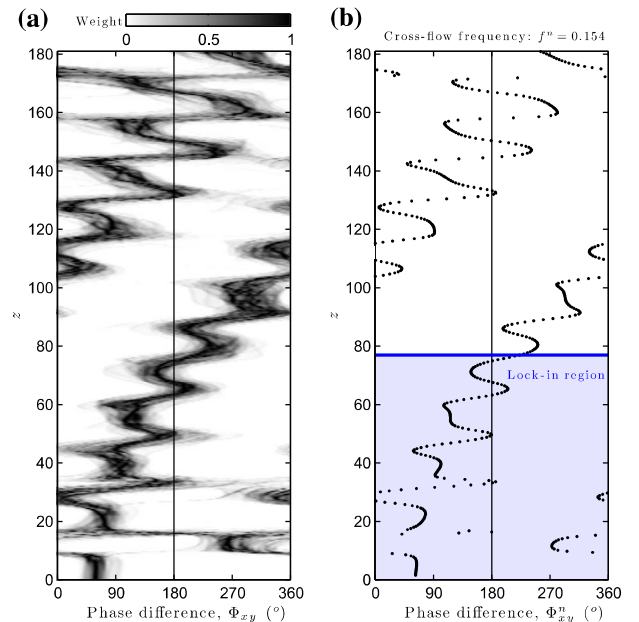 (a)
Weight
0 0.5 1
180
160
140
120
100
80
60
40
20
0
z
0 90 180 270 360
Phase difference, Φxy (o)
(b)
Cross-flow frequency: f^n = 0.154
180
160
140
120
100
80
60
40
20
0
z
Lock-in region
0 90 180 270 360
Phase difference, Φ^n_xy (o)